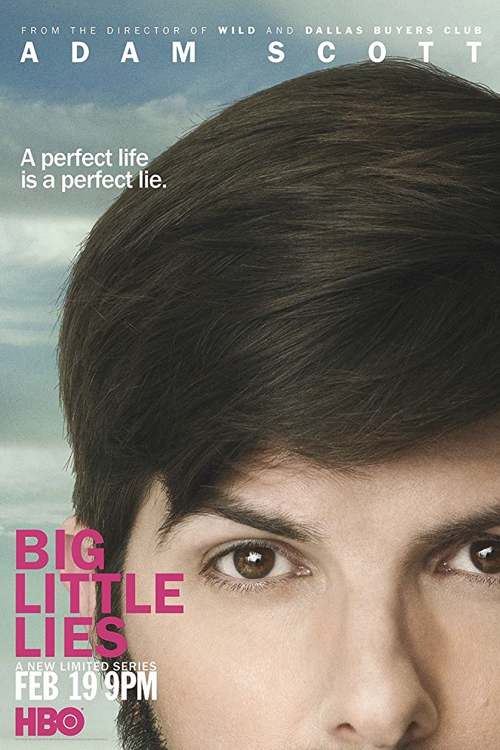 FROM THE DIRECTOR OF WILD AND DALLAS BUYERS CLUB
ADAM SCOTT
A perfect life
is a perfect lie.
BIG
LITTLE
LIES
A NEW LIMITED SERIES
FEB 19 9PM
HBO